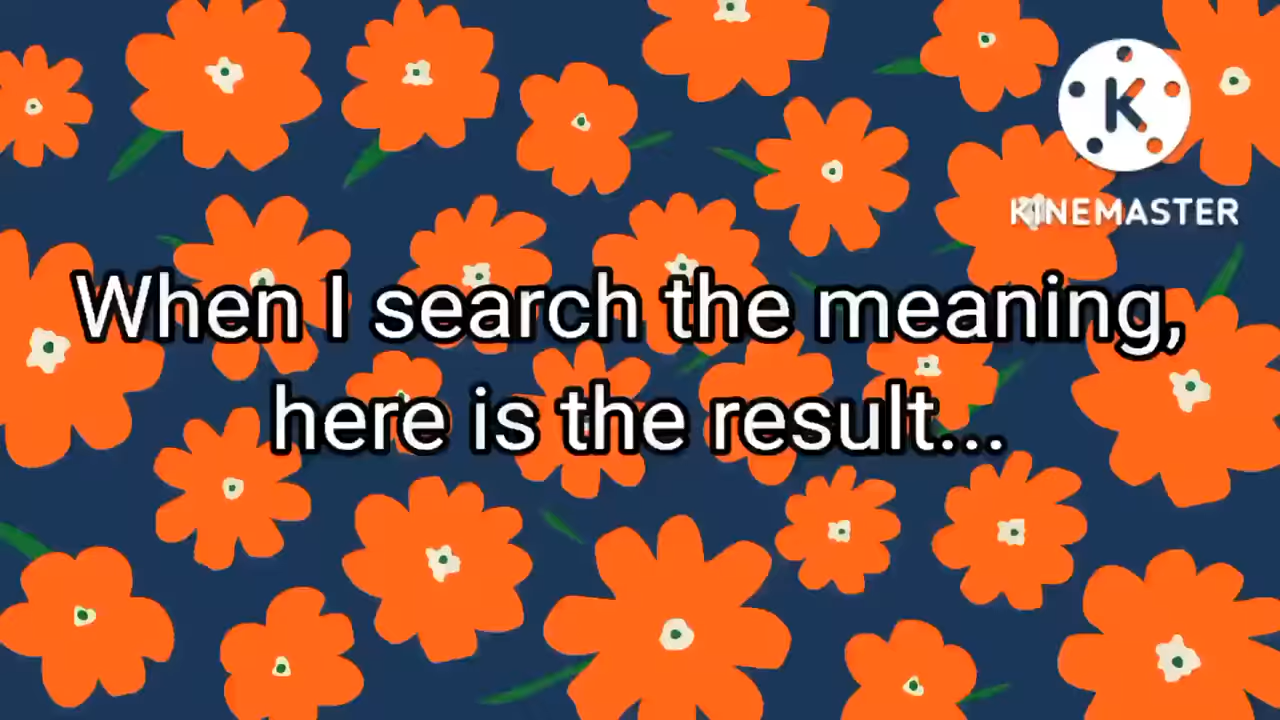 K
KINEMASTER
When I search the meaning,
here is the result...